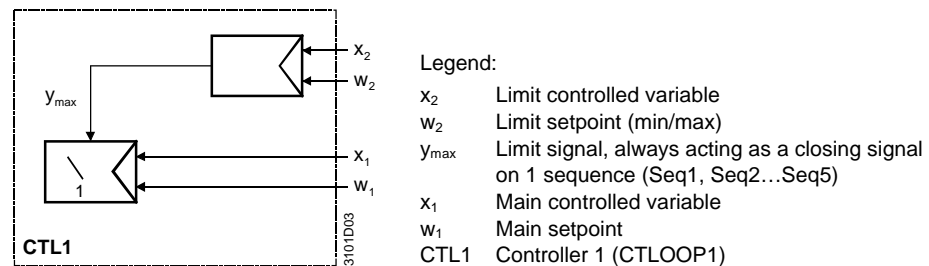 x₂
w₂
yₘₐₓ
x₁
w₁
1
CTL1
3101D03
Legend:
x₂ Limit controlled variable
w₂ Limit setpoint (min/max)
yₘₐₓ Limit signal, always acting as a closing signal
on 1 sequence (Seq1, Seq2…Seq5)
x₁ Main controlled variable
w₁ Main setpoint
CTL1 Controller 1 (CTLOOP1)